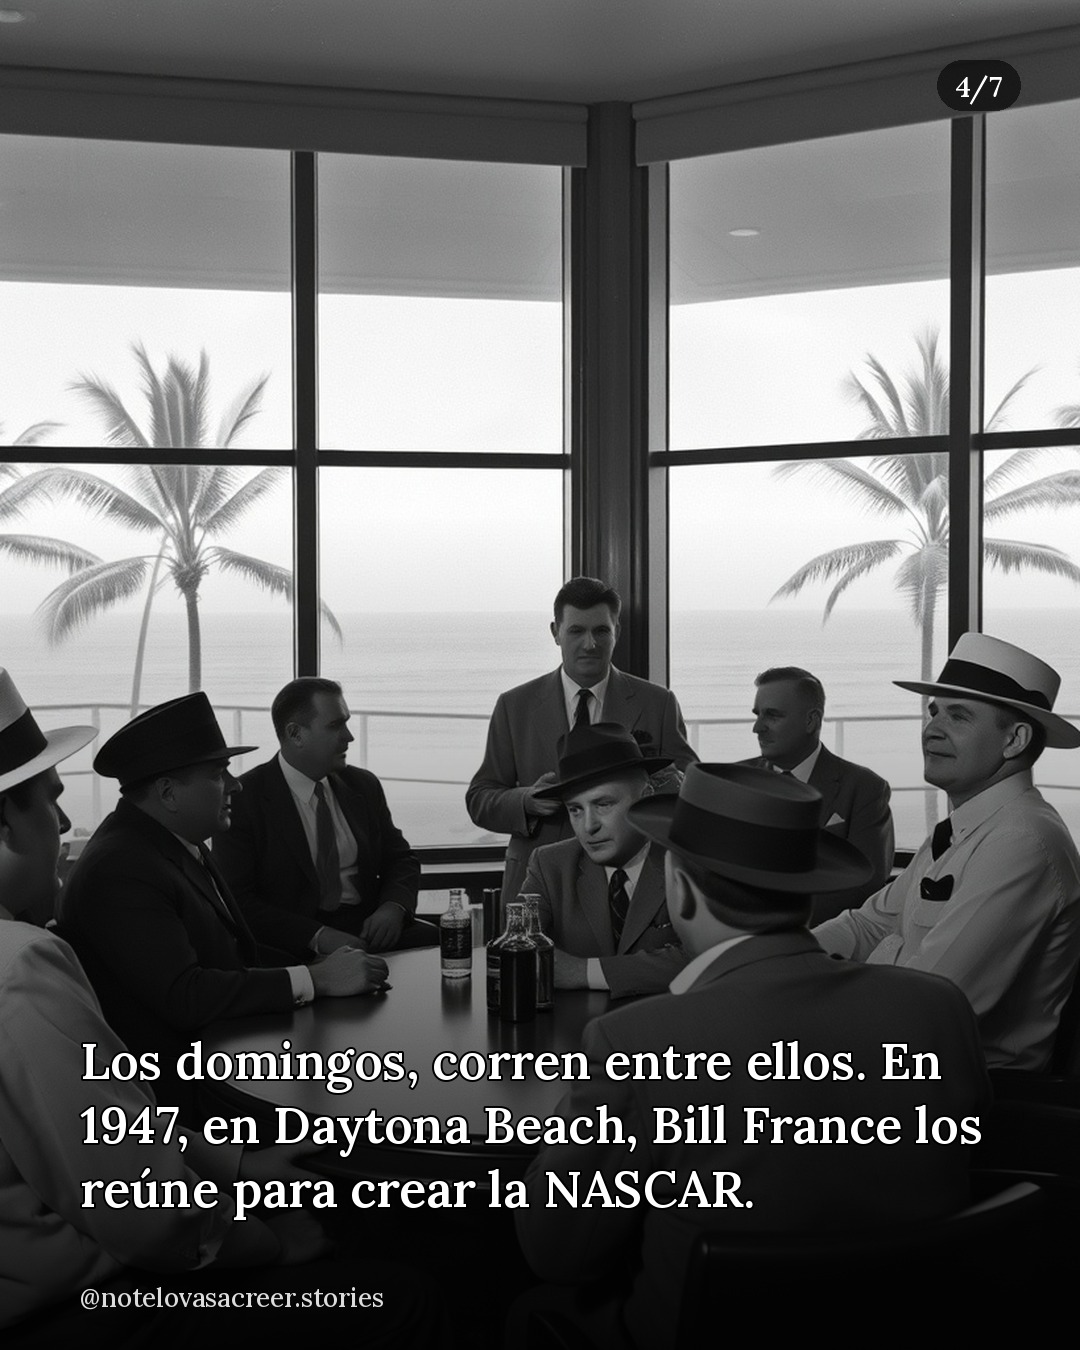 4/7
Los domingos, corren entre ellos. En
1947, en Daytona Beach, Bill France los
reúne para crear la NASCAR.
@notelovasacreer.stories